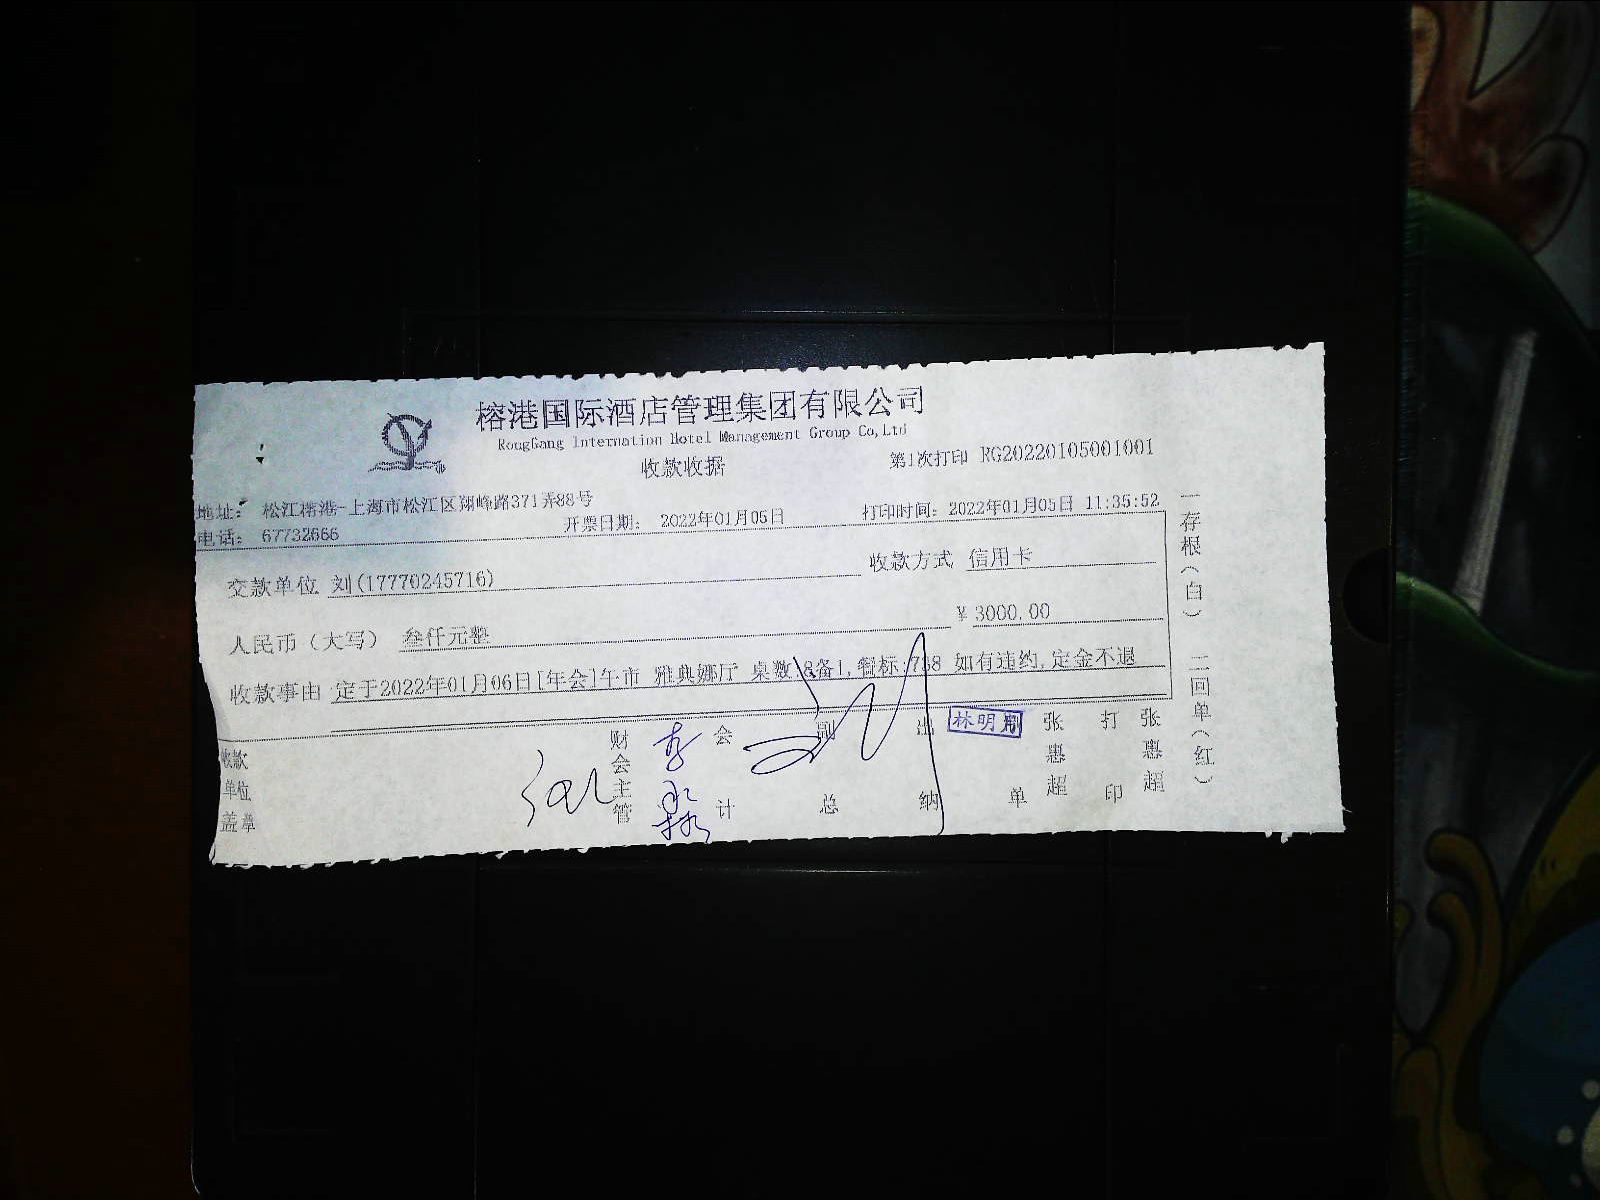 榕港国际酒店管理集团有限公司
RongGang Internation Hotel Management Group Co,Ltd
收款收据
第1次打印 RG20220105001001
地址: 松江榕港-上海市松江区翔峰路371弄88号
电话: 67732666
开票日期: 2022年01月05日
打印时间: 2022年01月05日 11:35:52
交款单位 刘(17770245716)
收款方式 信用卡
人民币(大写) 叁仟元整
¥ 3000.00
收款事由 定于2022年01月06日[年会]午市 雅典娜厅 桌数:8备1,餐标:758 如有违约,定金不退
收款单位盖章
财会主管
会计
副总
出纳
林明刚
单
张惠超
打印
张惠超
一存根(白) 二回单(红)